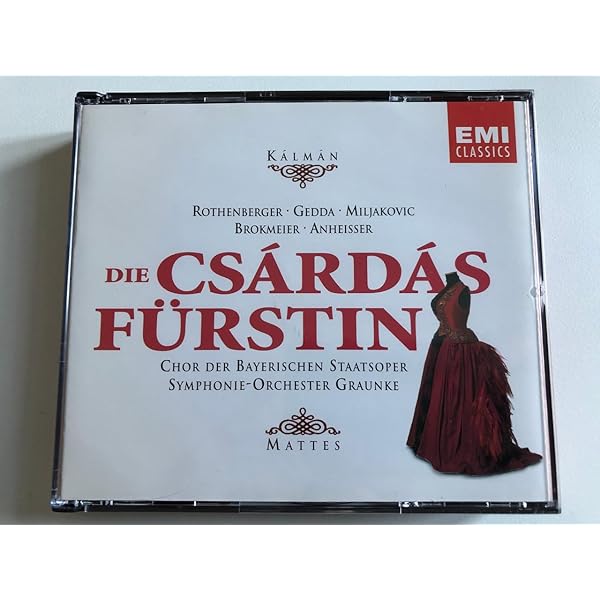 EMI
CLASSICS
KÁLMÁN
ROTHENBERGER · GEDDA · MILJAKOVIC
BROKMEIER · ANHEISSER
DIE CSÁRDÁS
FÜRSTIN
CHOR DER BAYERISCHEN STAATSOPER
SYMPHONIE-ORCHESTER GRAUNKE
MATTES